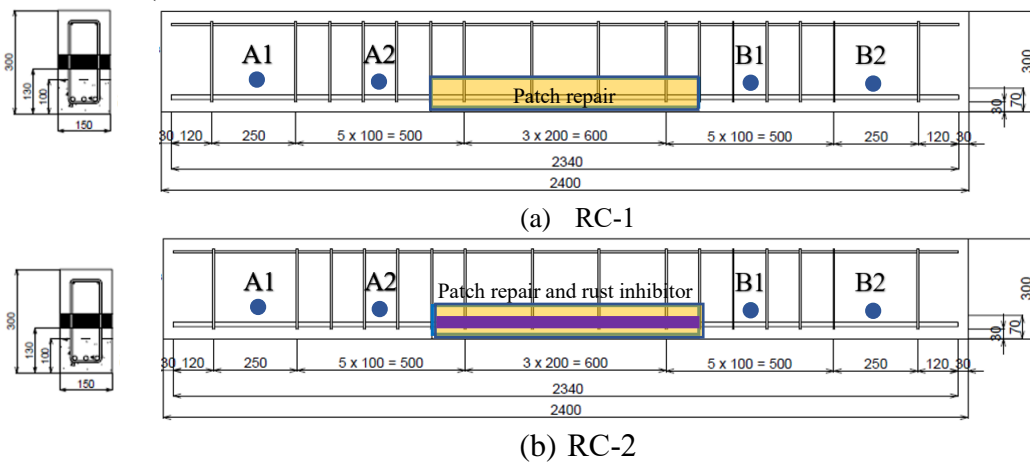 300
130
100
150
A1
A2
B1
B2
Patch repair
300
30
70
30 120
250
5 x 100 = 500
3 x 200 = 600
5 x 100 = 500
250
120 30
2340
2400
(a) RC-1
300
130
100
150
A1
A2
B1
B2
Patch repair and rust inhibitor
300
30
70
30 120
250
5 x 100 = 500
3 x 200 = 600
5 x 100 = 500
250
120 30
2340
2400
(b) RC-2